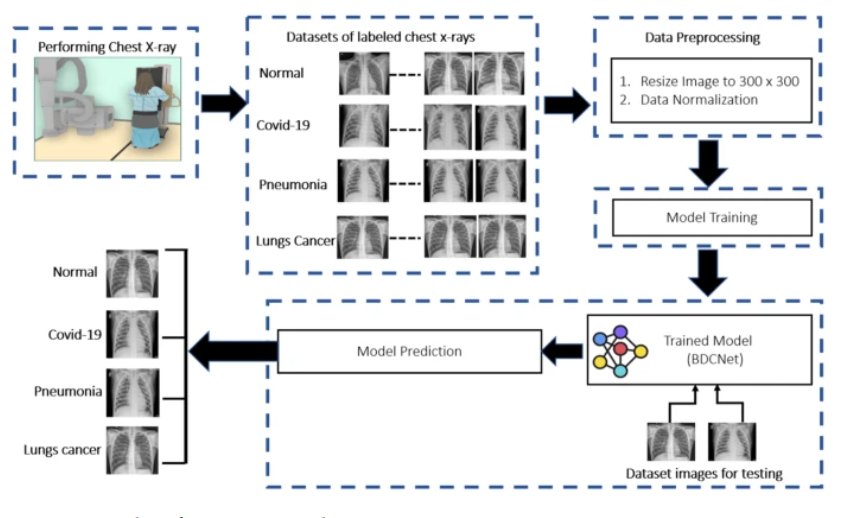 Performing Chest X-ray
Datasets of labeled chest x-rays
Normal
Covid-19
Pneumonia
Lungs Cancer
Data Preprocessing
1. Resize Image to 300 x 300
2. Data Normalization
Model Training
Trained Model
(BDCNet)
Dataset images for testing
Model Prediction
Normal
Covid-19
Pneumonia
Lungs cancer